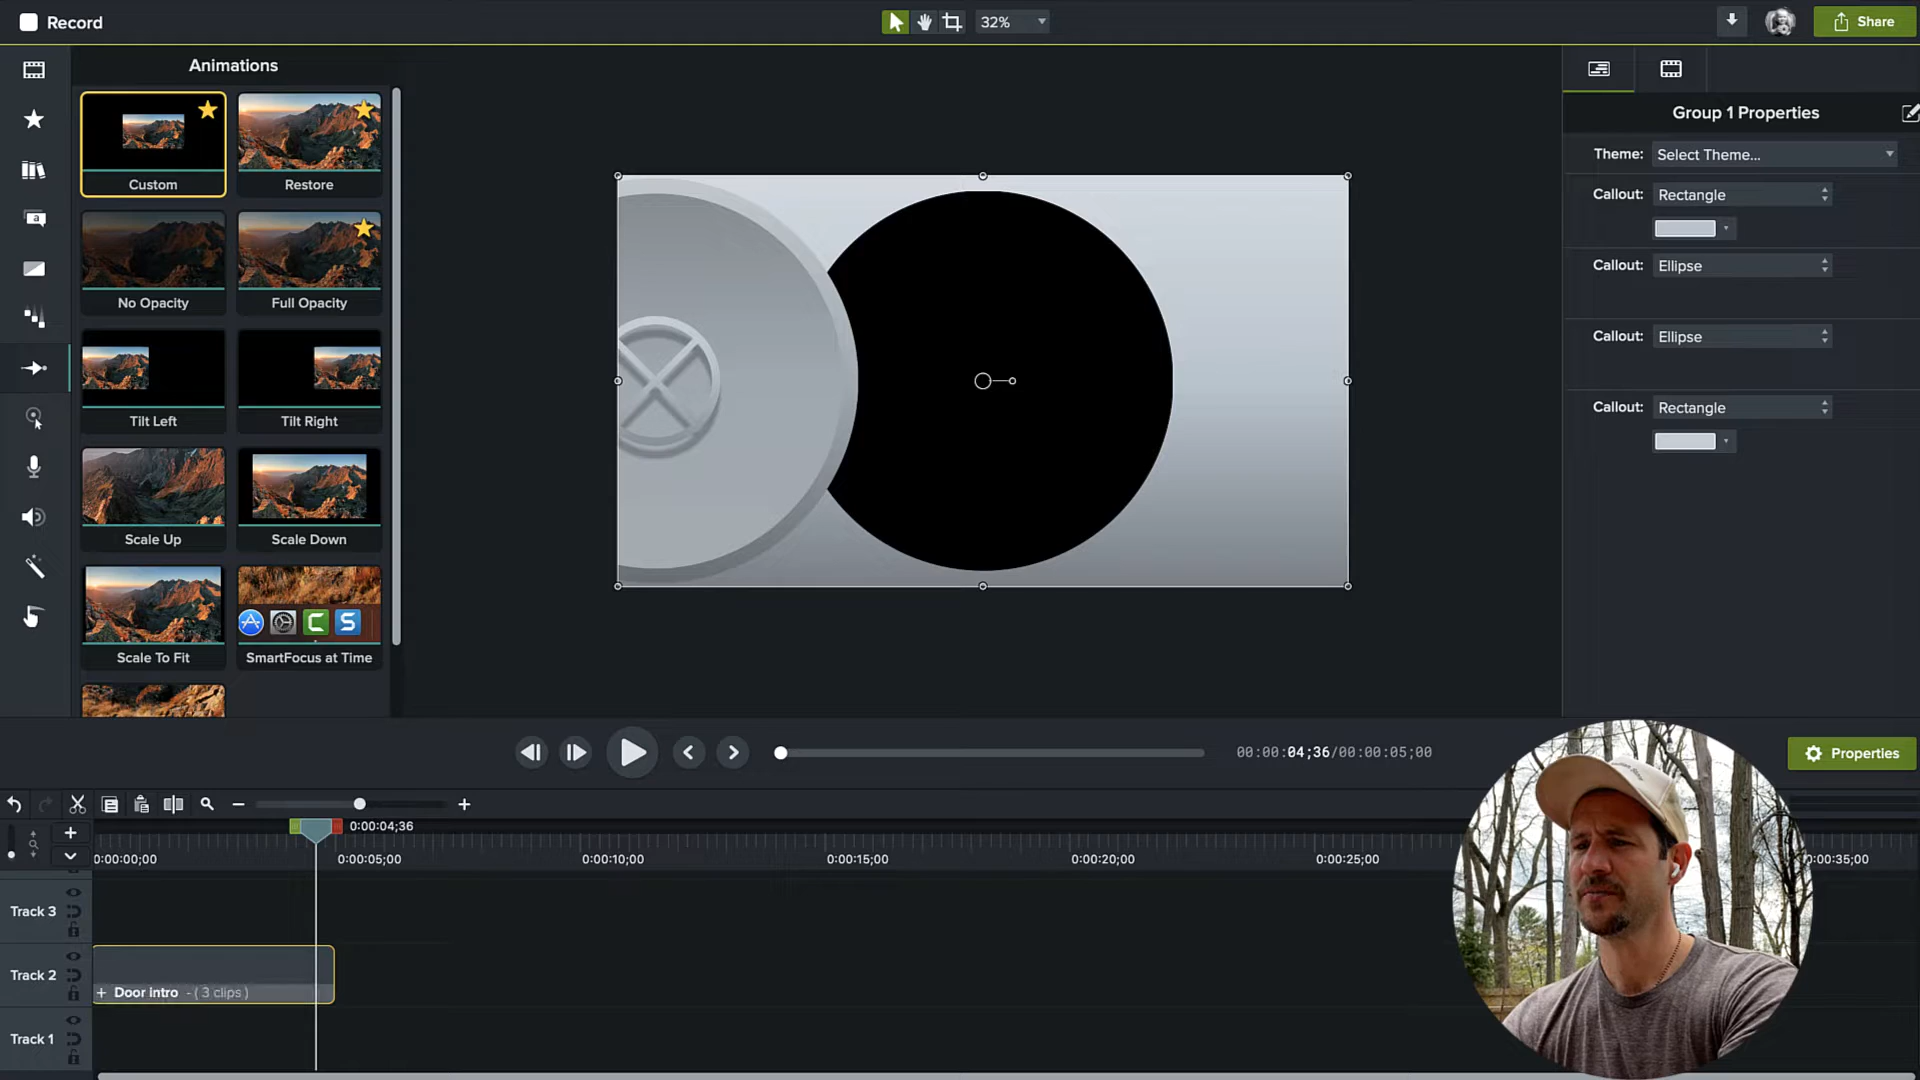 Record
32%
Share
Animations
Custom
Restore
No Opacity
Full Opacity
Tilt Left
Tilt Right
Scale Up
Scale Down
Scale To Fit
SmartFocus at Time
Group 1 Properties
Theme: Select Theme...
Callout: Rectangle
Callout: Ellipse
Callout: Ellipse
Callout: Rectangle
00:00:04;36/00:00:05;00
Properties
0:00:04;36
0:00:00;00
0:00:05;00
0:00:10;00
0:00:15;00
0:00:20;00
0:00:25;00
0:00:35;00
Track 3
Track 2
+ Door intro - ( 3 clips )
Track 1